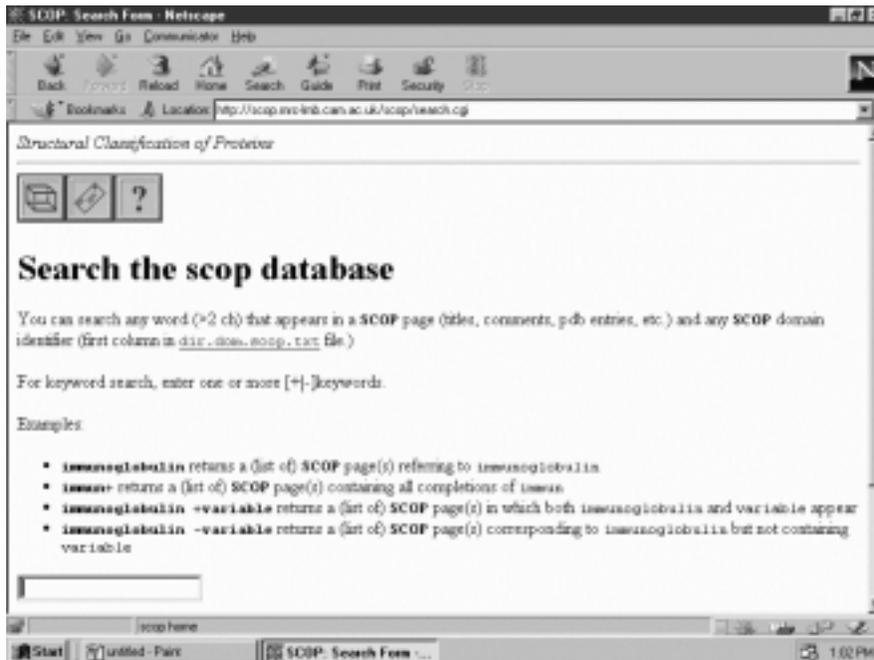 SCOP: Search Form - Netscape
File Edit View Go Communicator Help
Back Forward Reload Home Search Guide Print Security Stop
Bookmarks Location: http://scop.mrc-lmb.cam.ac.uk/scop/search.cgi
N
Structural Classification of Proteins
?
Search the scop database
You can search any word (>2 ch) that appears in a SCOP page (titles, comments, pdb entries, etc.) and any SCOP domain
identifier (first column in dir.dom.scop.txt file.)
For keyword search, enter one or more [+|-]keywords.
Examples:
immunoglobulin returns a (list of) SCOP page(s) referring to immunoglobulin
immun+ returns a (list of) SCOP page(s) containing all completions of immun
immunoglobulin +variable returns a (list of) SCOP page(s) in which both immunoglobulin and variable appear
immunoglobulin -variable returns a (list of) SCOP page(s) corresponding to immunoglobulin but not containing
variable
scop home
Start untitled - Paint SCOP: Search Form -... 1:02 PM